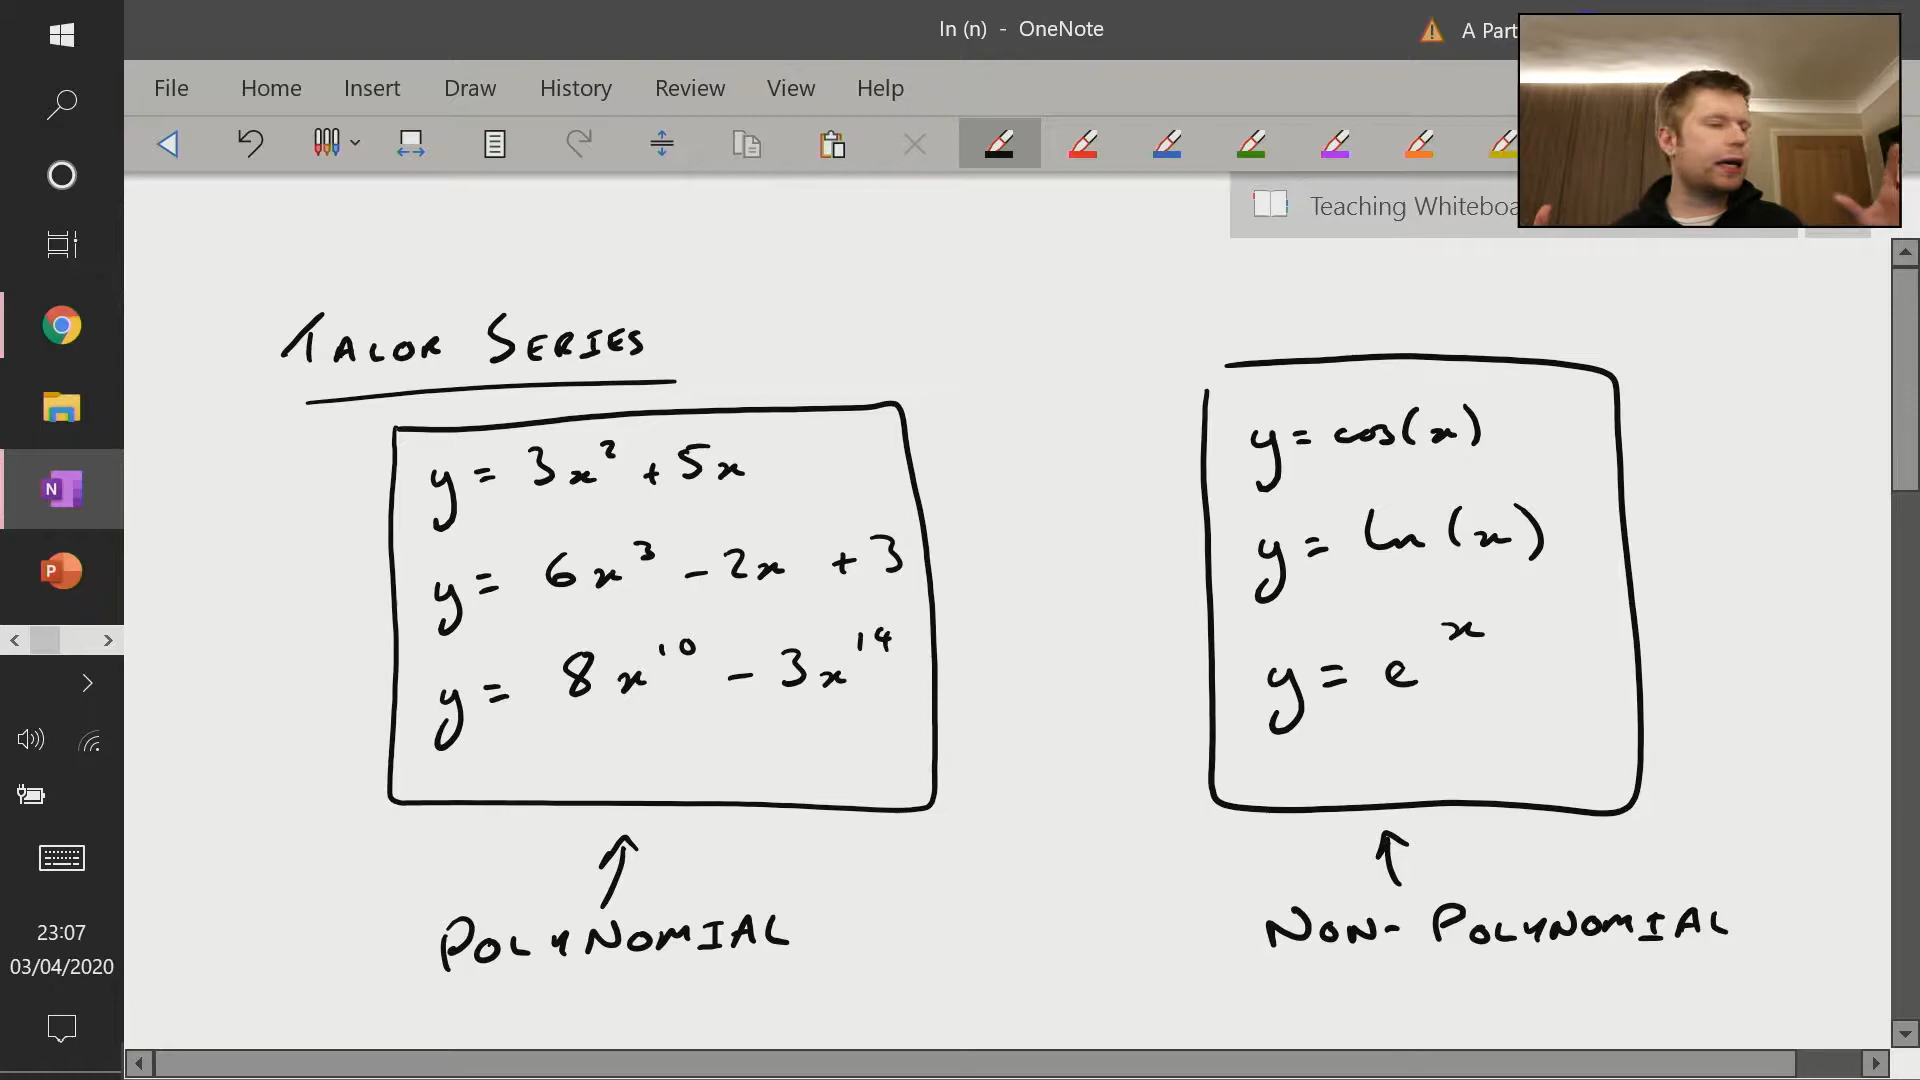 In (n) - OneNote
A Part
File Home Insert Draw History Review View Help
Teaching Whiteboa
TALOR SERIES
y = 3x² + 5x
y = 6x³ - 2x + 3
y = 8x¹⁰ - 3x¹⁴
POLYNOMIAL
y = cos(x)
y = ln(x)
y = eˣ
NON-POLYNOMIAL
N
P
23:07
03/04/2020